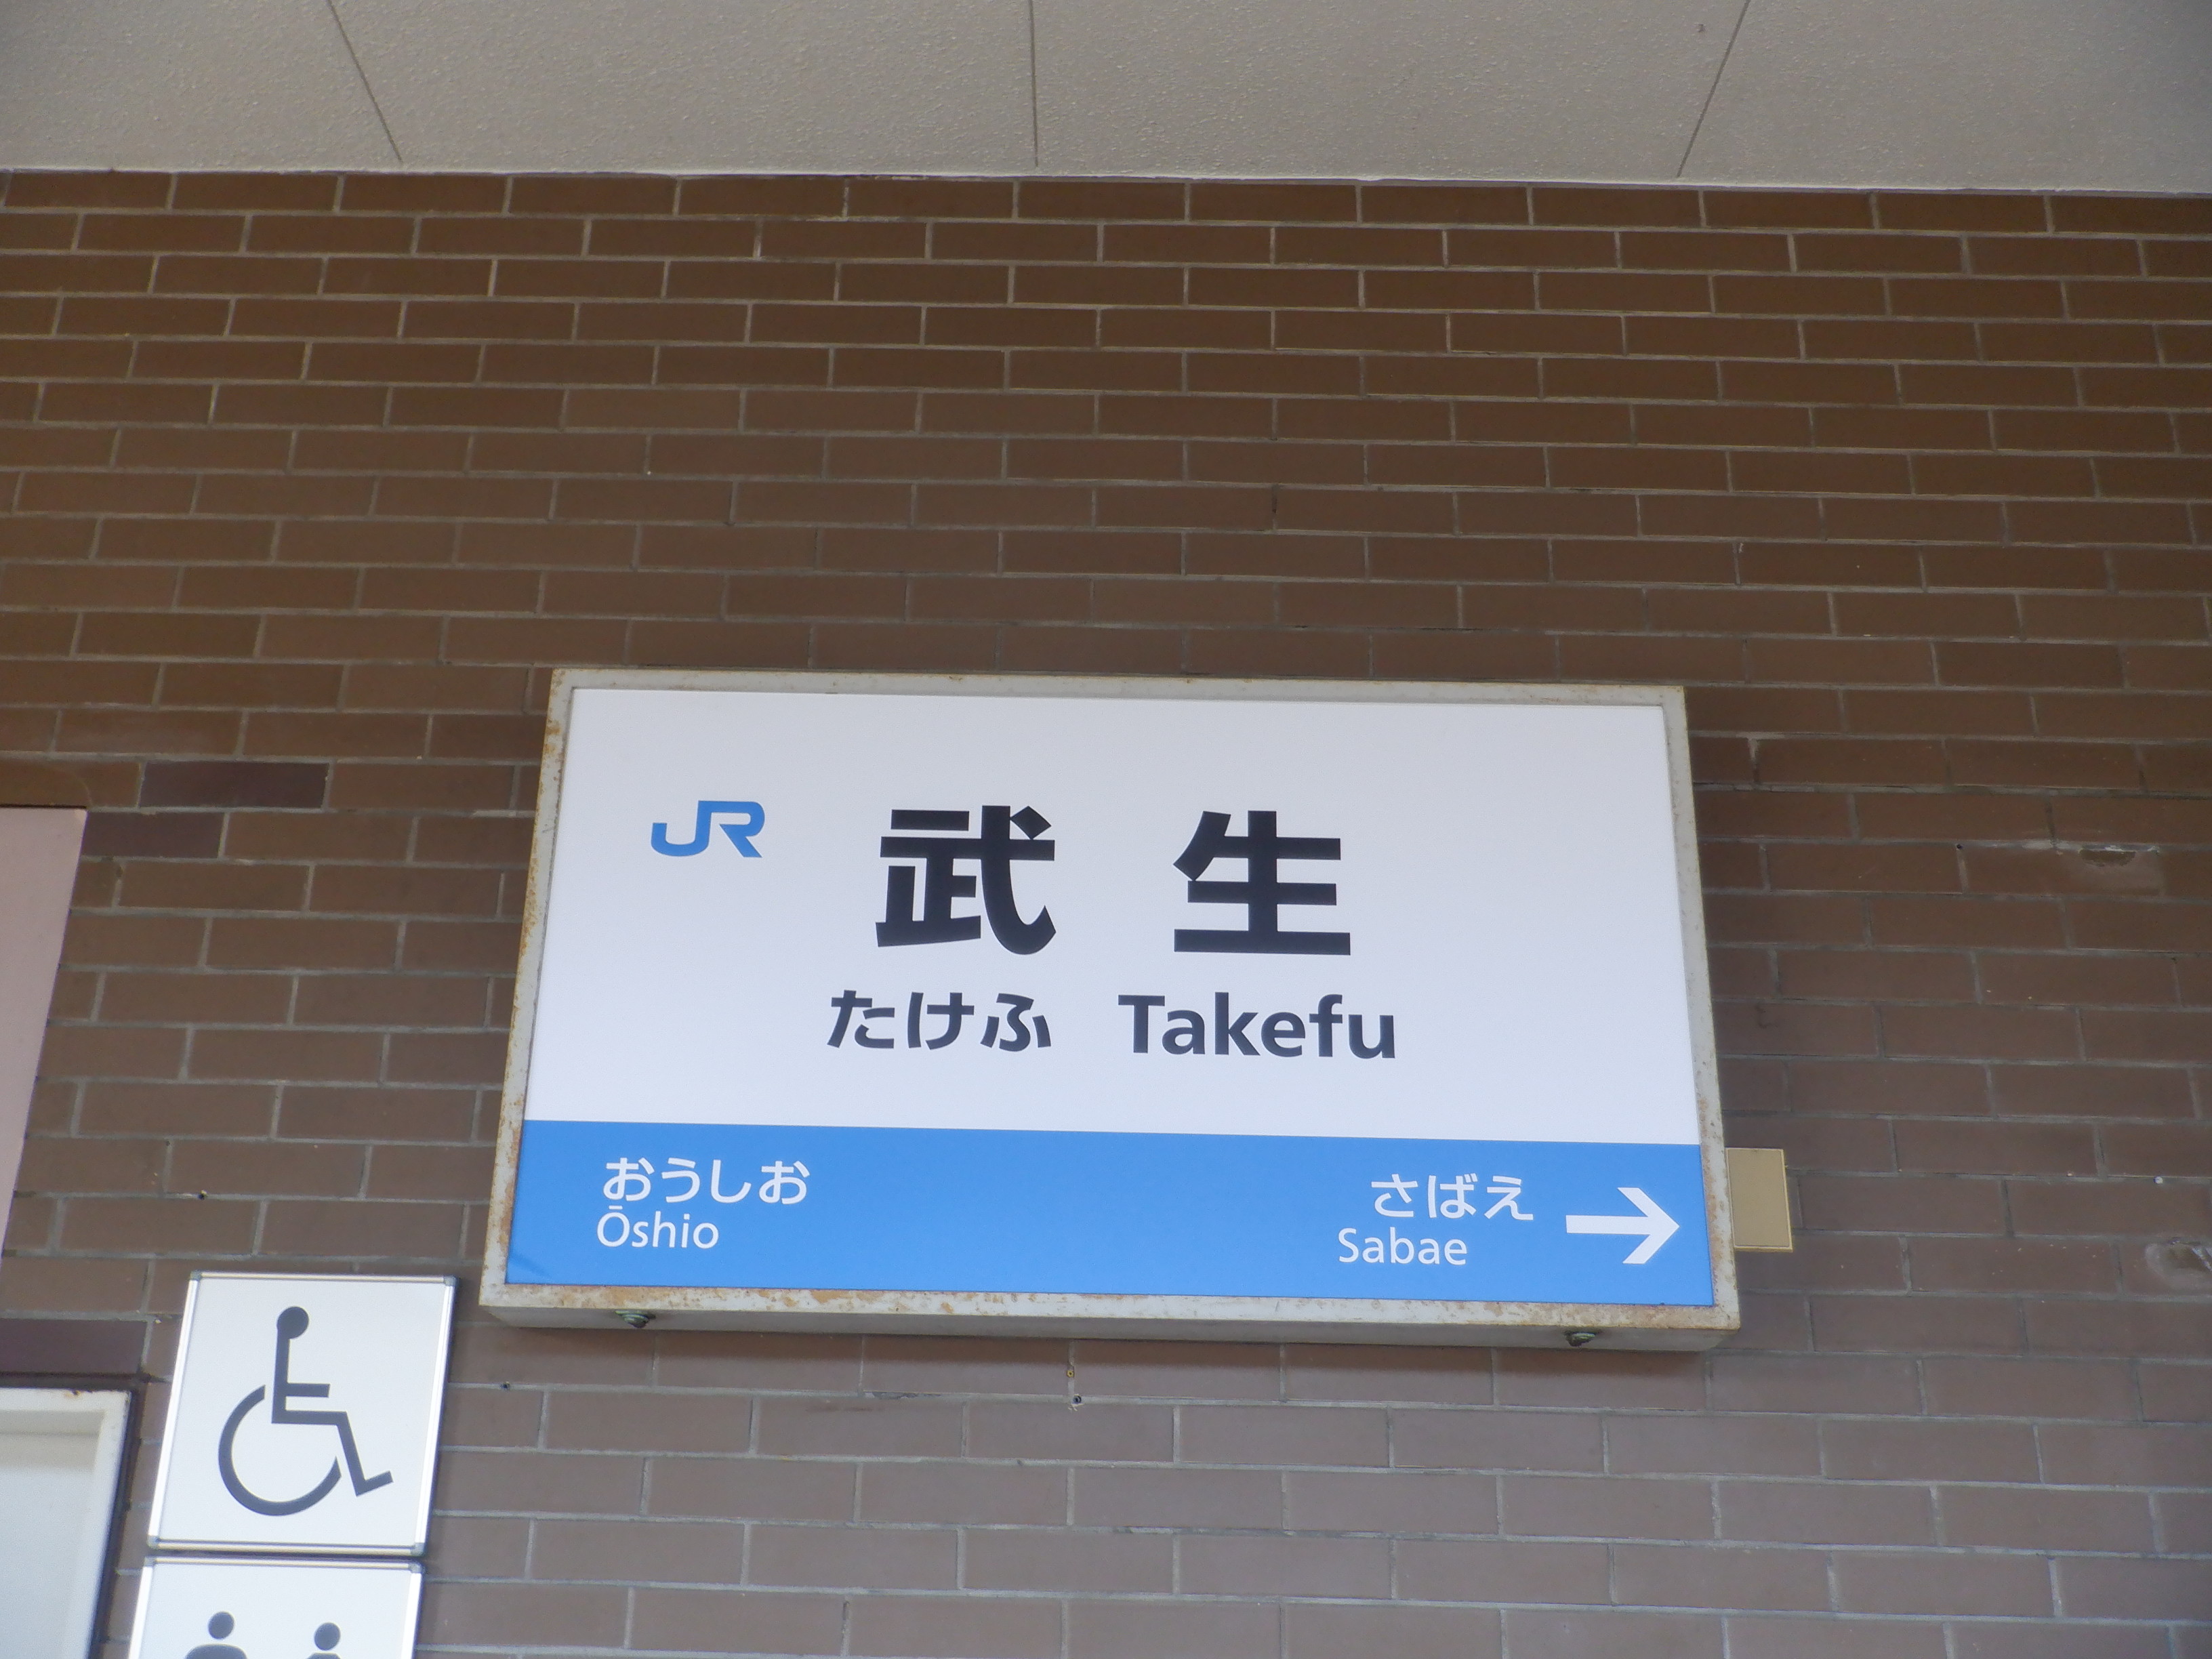 JR 武生
たけふ Takefu
おうしお さばえ →
Ōshio Sabae